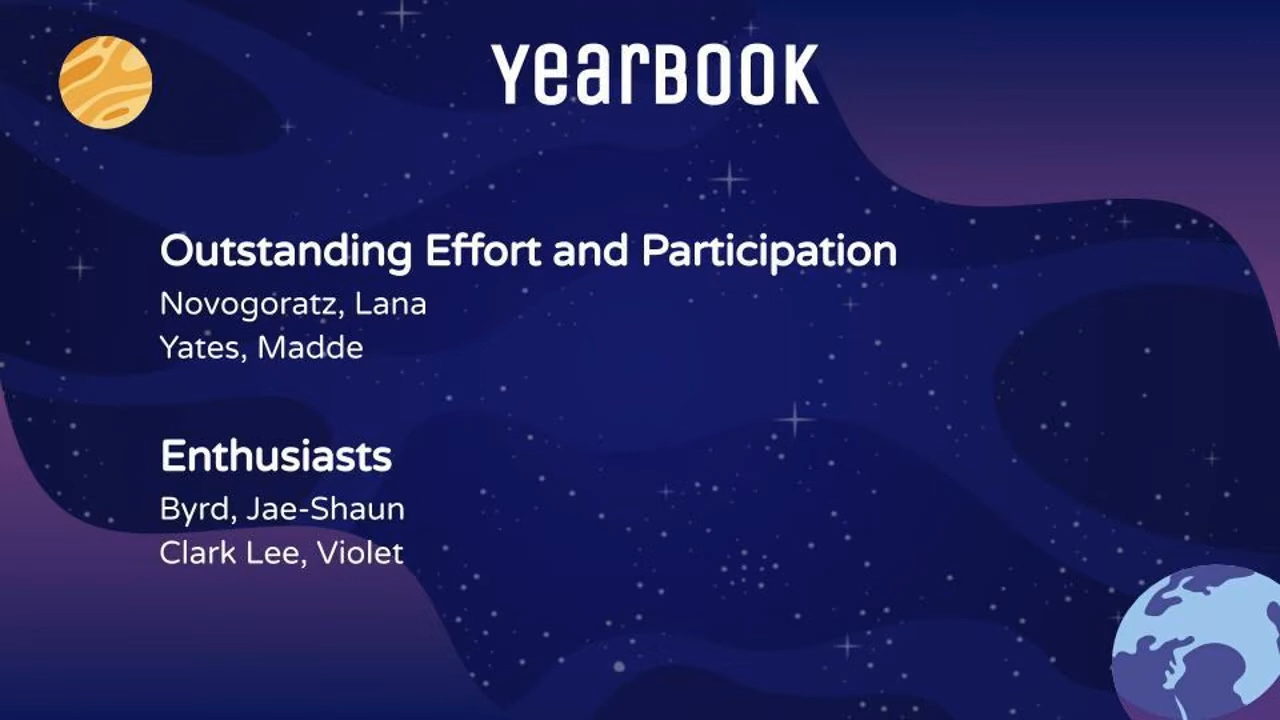 YearBOOK
Outstanding Effort and Participation
Novogoratz, Lana
Yates, Madde
Enthusiasts
Byrd, Jae-Shaun
Clark Lee, Violet